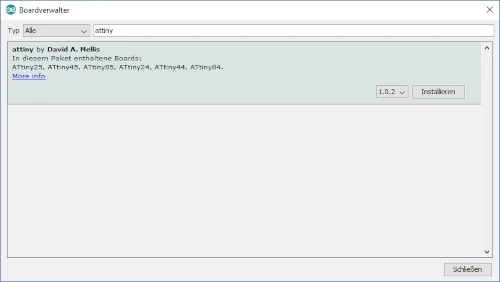 Boardverwalter
Typ Alle attiny
attiny by David A. Mellis
In diesem Paket enthaltene Boards:
ATtiny25, ATtiny45, ATtiny85, ATtiny24, ATtiny44, ATtiny84.
More info
1.0.2 Installieren
Schließen